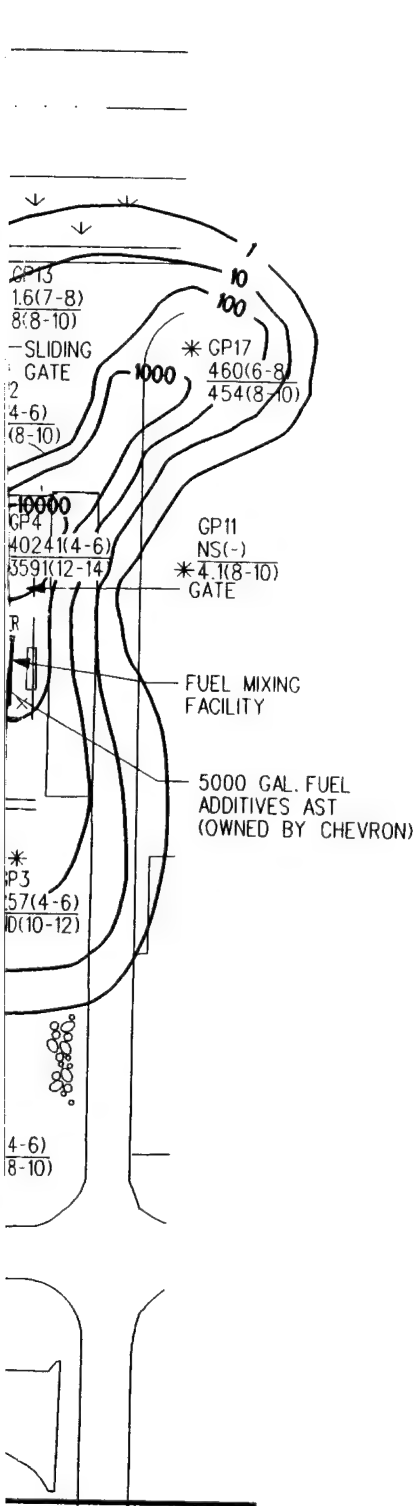 1
10
100
1000
10000
GP13
1.6(7-8)
8(8-10)
SLIDING
GATE
2
4-6)
(8-10)
GP17
460(6-8)
454(8-10)
GP4
40241(4-6)
3591(12-14)
GP11
NS(-)
4.1(8-10)
GATE
R
FUEL MIXING
FACILITY
5000 GAL. FUEL
ADDITIVES AST
(OWNED BY CHEVRON)
P3
57(4-6)
D(10-12)
4-6)
8-10)